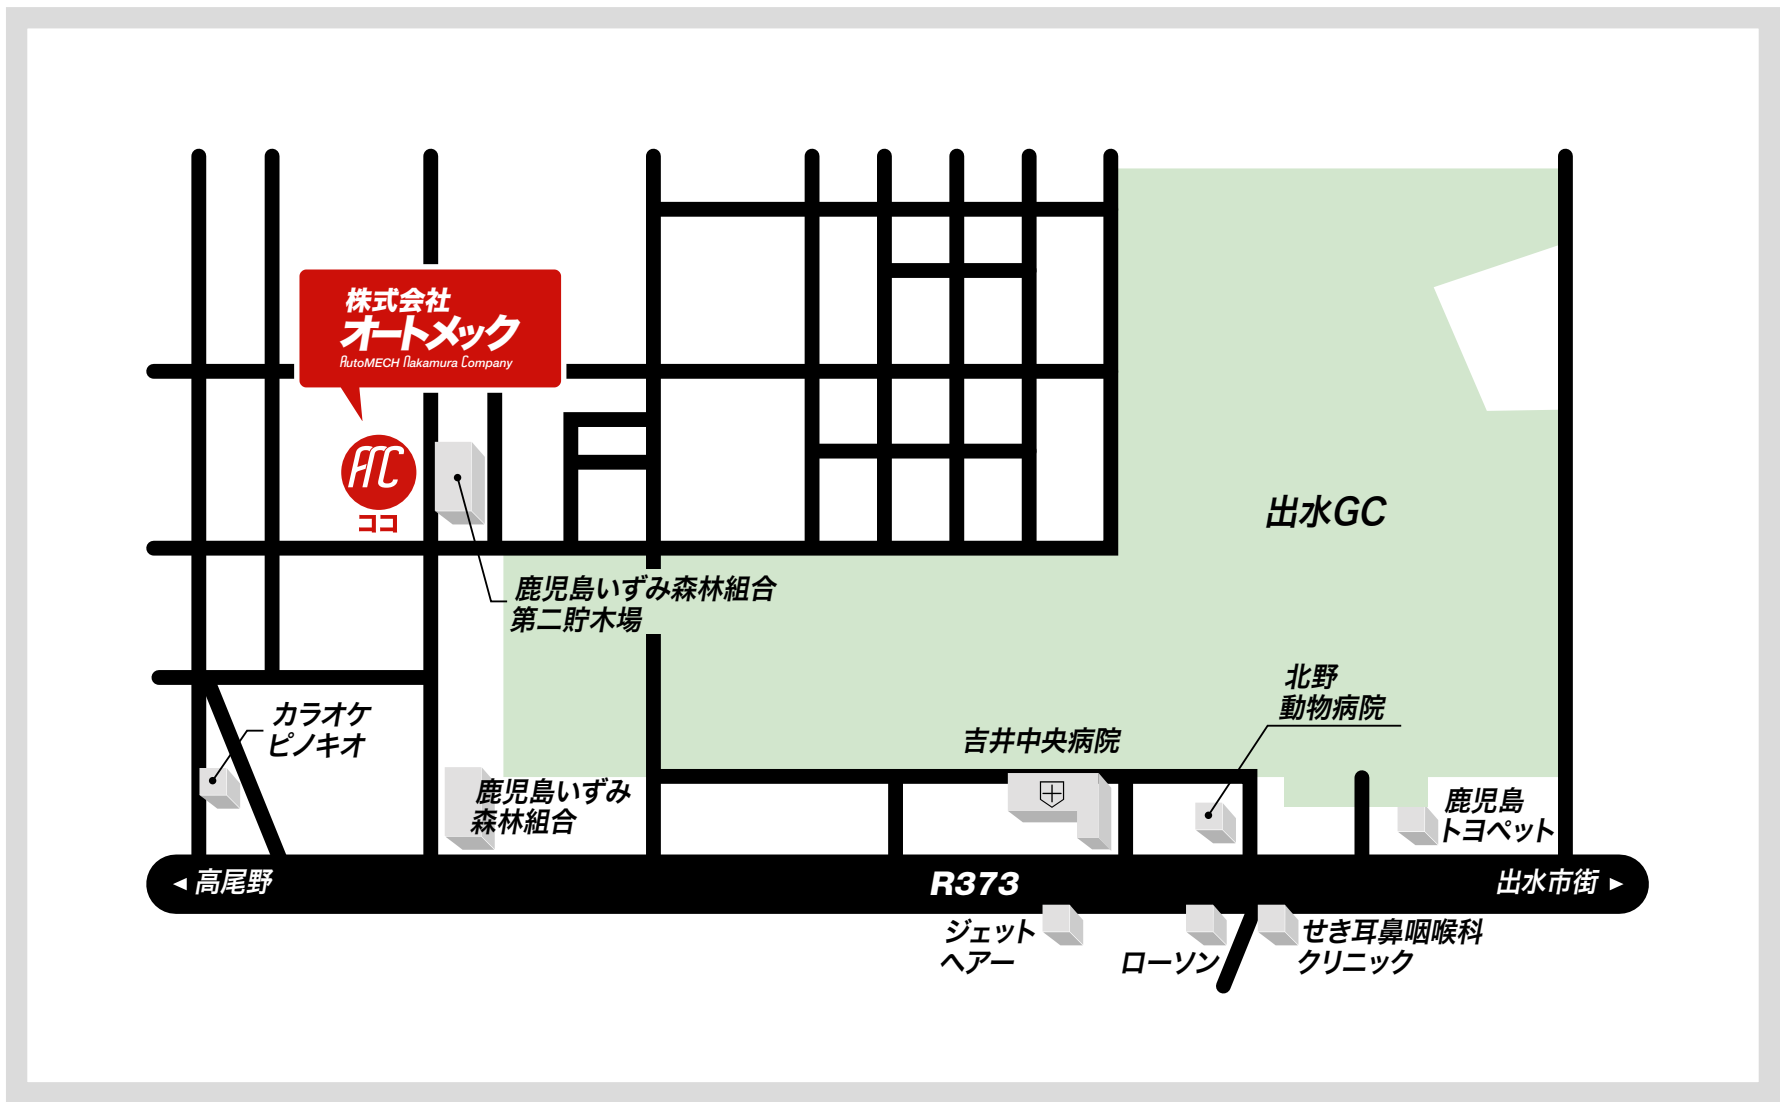 株式会社
オートメック
AutoMECH Nakamura Company
ATC
ココ
出水GC
鹿児島いずみ森林組合
第二貯木場
北野
動物病院
カラオケ
ピノキオ
吉井中央病院
鹿児島いずみ
森林組合
鹿児島
トヨペット
◀ 高尾野
R373
出水市街 ▶
ジェット
ヘアー
ローソン
せき耳鼻咽喉科
クリニック